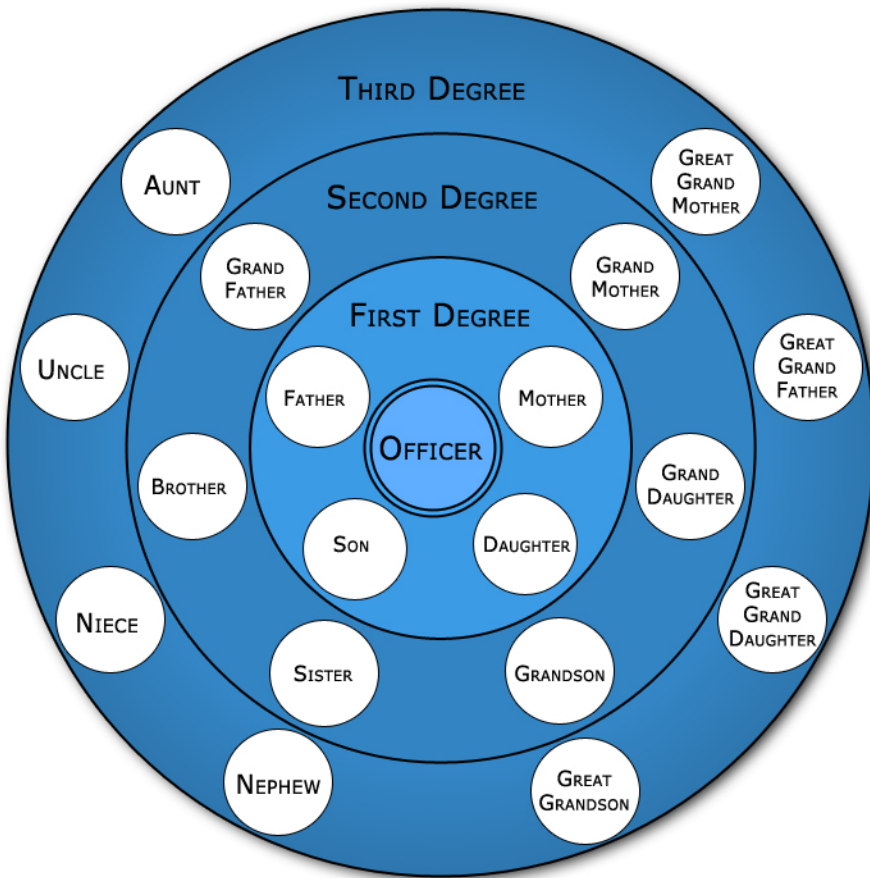 Third Degree
Aunt
Great
Grand
Mother
Second Degree
Grand
Father
Grand
Mother
First Degree
Uncle
Great
Grand
Father
Father
Mother
Officer
Brother
Grand
Daughter
Son
Daughter
Niece
Great
Grand
Daughter
Sister
Grandson
Nephew
Great
Grandson